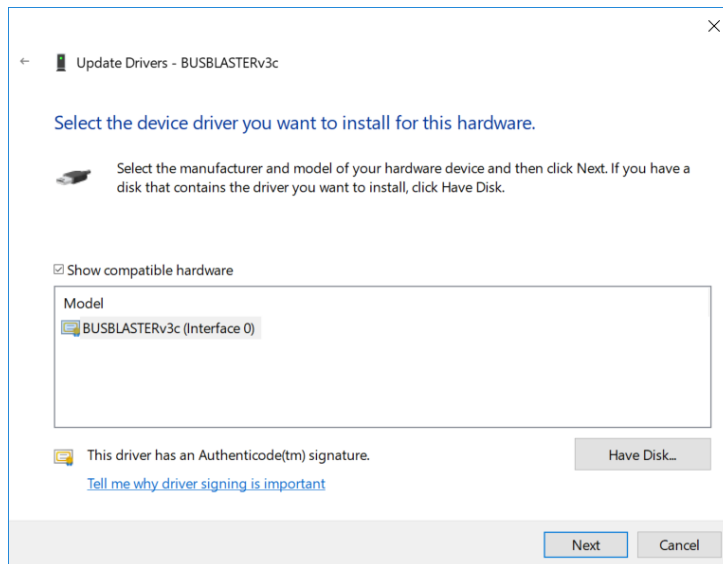 Update Drivers - BUSBLASTERv3c
Select the device driver you want to install for this hardware.
Select the manufacturer and model of your hardware device and then click Next. If you have a
disk that contains the driver you want to install, click Have Disk.
Show compatible hardware
Model
BUSBLASTERv3c (Interface 0)
This driver has an Authenticode(tm) signature.
Have Disk...
Tell me why driver signing is important
Next
Cancel